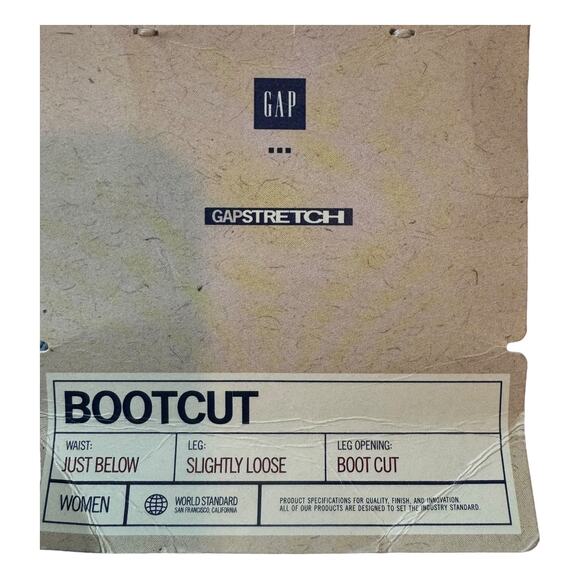 GAP
GAPSTRETCH
BOOTCUT
WAIST:
JUST BELOW
LEG:
SLIGHTLY LOOSE
LEG OPENING:
BOOT CUT
WOMEN
WORLD STANDARD
SAN FRANCISCO, CALIFORNIA
PRODUCT SPECIFICATIONS FOR QUALITY, FINISH, AND INNOVATION.
ALL OF OUR PRODUCTS ARE DESIGNED TO SET THE INDUSTRY STANDARD.